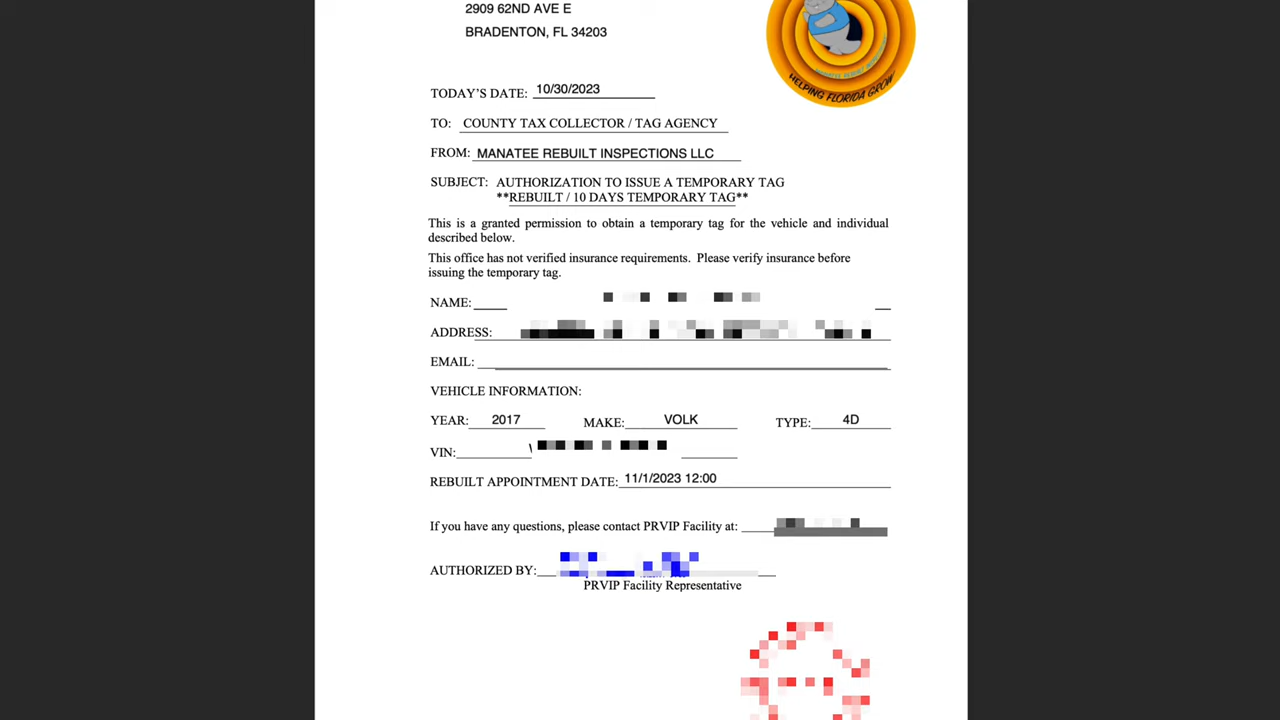 2909 62ND AVE E
BRADENTON, FL 34203
HELPING FLORIDA GROW
TODAY'S DATE: 10/30/2023
TO: COUNTY TAX COLLECTOR / TAG AGENCY
FROM: MANATEE REBUILT INSPECTIONS LLC
SUBJECT: AUTHORIZATION TO ISSUE A TEMPORARY TAG
**REBUILT / 10 DAYS TEMPORARY TAG**
This is a granted permission to obtain a temporary tag for the vehicle and individual
described below.
This office has not verified insurance requirements. Please verify insurance before
issuing the temporary tag.
NAME:
ADDRESS:
EMAIL:
VEHICLE INFORMATION:
YEAR: 2017 MAKE: VOLK TYPE: 4D
VIN:
REBUILT APPOINTMENT DATE: 11/1/2023 12:00
If you have any questions, please contact PRVIP Facility at:
AUTHORIZED BY:
PRVIP Facility Representative